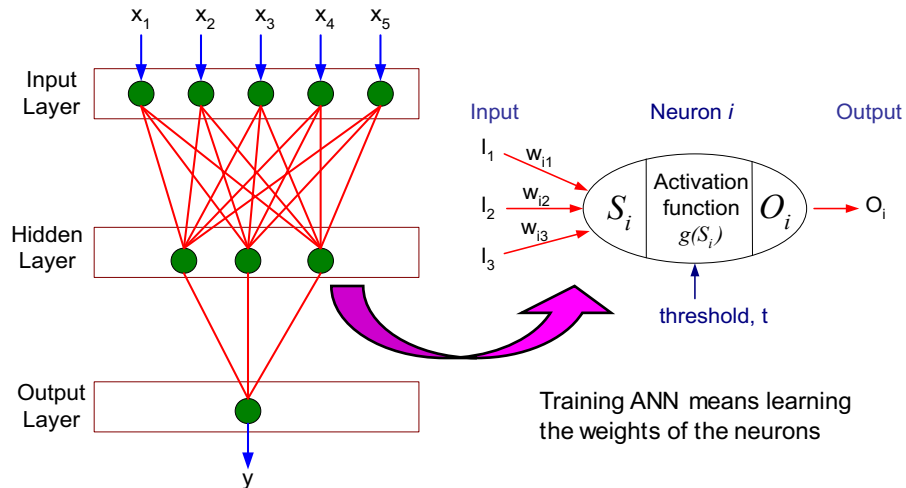 x₁ x₂ x₃ x₄ x₅
Input
Layer
Hidden
Layer
Output
Layer
y
Input Neuron i Output
I₁ wᵢ₁
I₂ wᵢ₂
I₃ wᵢ₃
Sᵢ
Activation
function
g(Sᵢ)
Oᵢ
Oᵢ
threshold, t
Training ANN means learning
the weights of the neurons